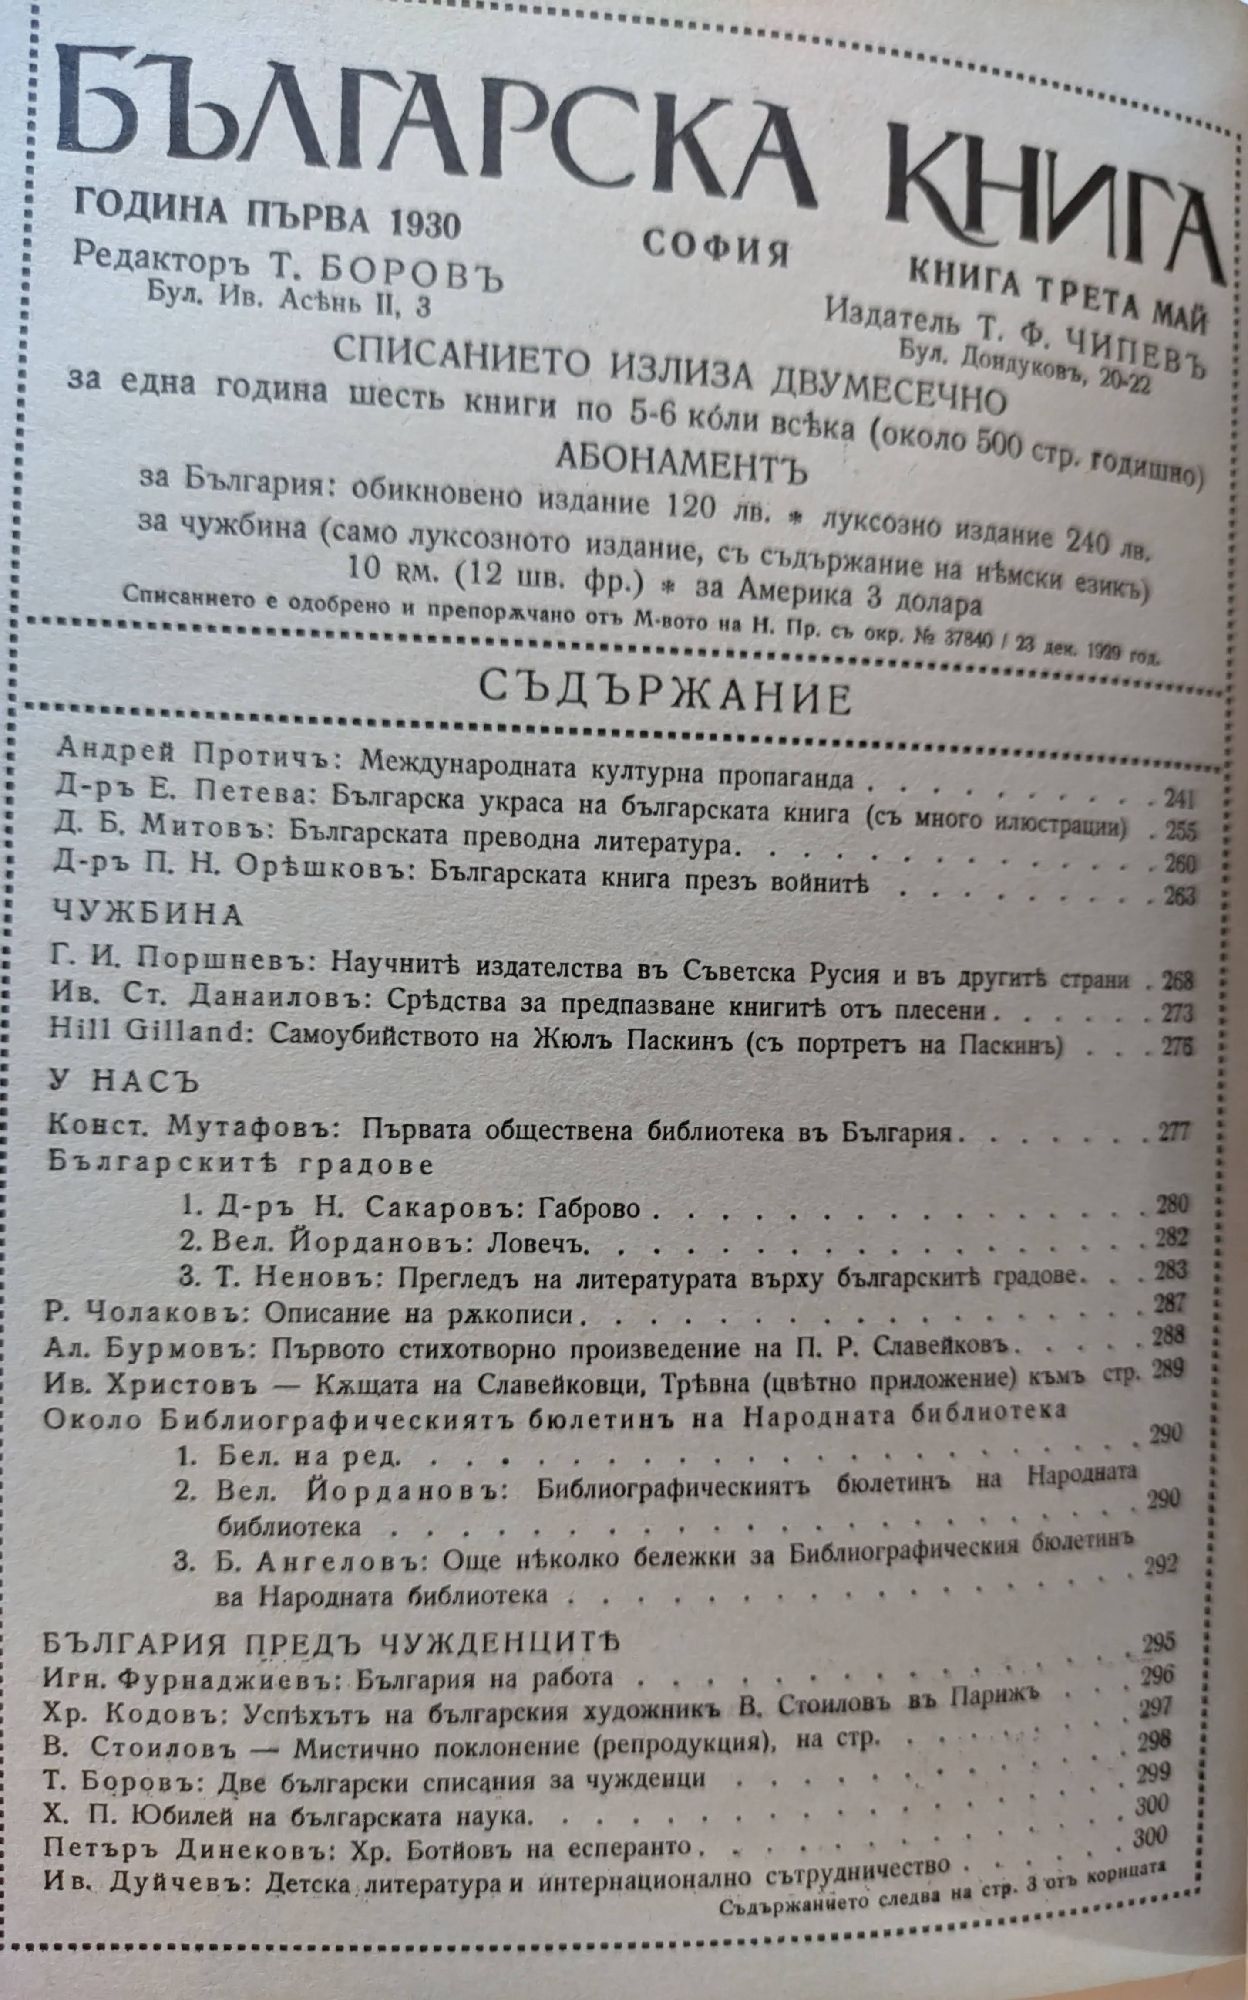 БЪЛГАРСКА КНИГА
ГОДИНА ПЪРВА 1930
СОФИЯ
КНИГА ТРЕТА МАЙ
Редакторъ Т. БОРОВЪ
Бул. Ив. Асѣнь II, 3
Издатель Т. Ф. ЧИПЕВЪ
Бул. Дондуковъ, 20-22
СПИСАНИЕТО ИЗЛИЗА ДВУМЕСЕЧНО
за една година шесть книги по 5-6 ко́ли всѣка (около 500 стр. годишно)
АБОНАМЕНТЪ
за България: обикновено издание 120 лв. * луксозно издание 240 лв.
за чужбина (само луксозното издание, съ съдържание на нѣмски езикъ)
10 RM. (12 шв. фр.) * за Америка 3 долара
Списанието е одобрено и препорѫчано отъ М-вото на Н. Пр. съ окр. № 37840 / 23 дек. 1929 год.
СЪДЪРЖАНИЕ
Андрей Протичъ: Международната културна пропаганда . . . . . . . . . . 241
Д-ръ Е. Петева: Българска украса на българската книга (съ много илюстрации) . 255
Д. Б. Митовъ: Българската преводна литература. . . . . . . . . . . . . 260
Д-ръ П. Н. Орѣшковъ: Българската книга презъ войнитѣ . . . . . . . . . 263
ЧУЖБИНА
Г. И. Поршневъ: Научнитѣ издателства въ Съветска Русия и въ другитѣ страни . 268
Ив. Ст. Данаиловъ: Срѣдства за предпазване книгитѣ отъ плесени. . . . . . 273
Hill Gilland: Самоубийството на Жюлъ Паскинъ (съ портретъ на Паскинъ) . . . 276
У НАСЪ
Конст. Мутафовъ: Първата обществена библиотека въ България. . . . . . . 277
Българскитѣ градове
1. Д-ръ Н. Сакаровъ: Габрово . . . . . . . . . . . . . . . . 280
2. Вел. Йордановъ: Ловечъ. . . . . . . . . . . . . . . . . . 282
3. Т. Неновъ: Прегледъ на литературата върху българскитѣ градове. . . 283
Р. Чолаковъ: Описание на рѫкописи. . . . . . . . . . . . . . . . . 287
Ал. Бурмовъ: Първото стихотворно произведение на П. Р. Славейковъ. . . . . 288
Ив. Христовъ — Кѫщата на Славейковци, Трѣвна (цвѣтно приложение) къмъ стр. 289
Около Библиографическиятъ бюлетинъ на Народната библиотека
1. Бел. на ред. . . . . . . . . . . . . . . . . . . . . . 290
2. Вел. Йордановъ: Библиографическиятъ бюлетинъ на Народната
библиотека . . . . . . . . . . . . . . . . . . . . . . 290
3. Б. Ангеловъ: Още нѣколко бележки за Библиографическия бюлетинъ
ва Народната библиотека . . . . . . . . . . . . . . . . 292
БЪЛГАРИЯ ПРЕДЪ ЧУЖДЕНЦИТѢ
Игн. Фурнаджиевъ: България на работа . . . . . . . . . . . . . . . 295
Хр. Кодовъ: Успѣхътъ на българския художникъ В. Стоиловъ въ Парижъ . . . 296
В. Стоиловъ — Мистично поклонение (репродукция), на стр. . . . . . . . . 297
Т. Боровъ: Две български списания за чужденци . . . . . . . . . . . . 298
Х. П. Юбилей на българската наука. . . . . . . . . . . . . . . . . 299
Петъръ Динековъ: Хр. Ботйовъ на есперанто. . . . . . . . . . . . . . 300
Ив. Дуйчевъ: Детска литература и интернационално сътрудничество . . . . . . 300
Съдържанието следва на стр. 3 отъ корицата